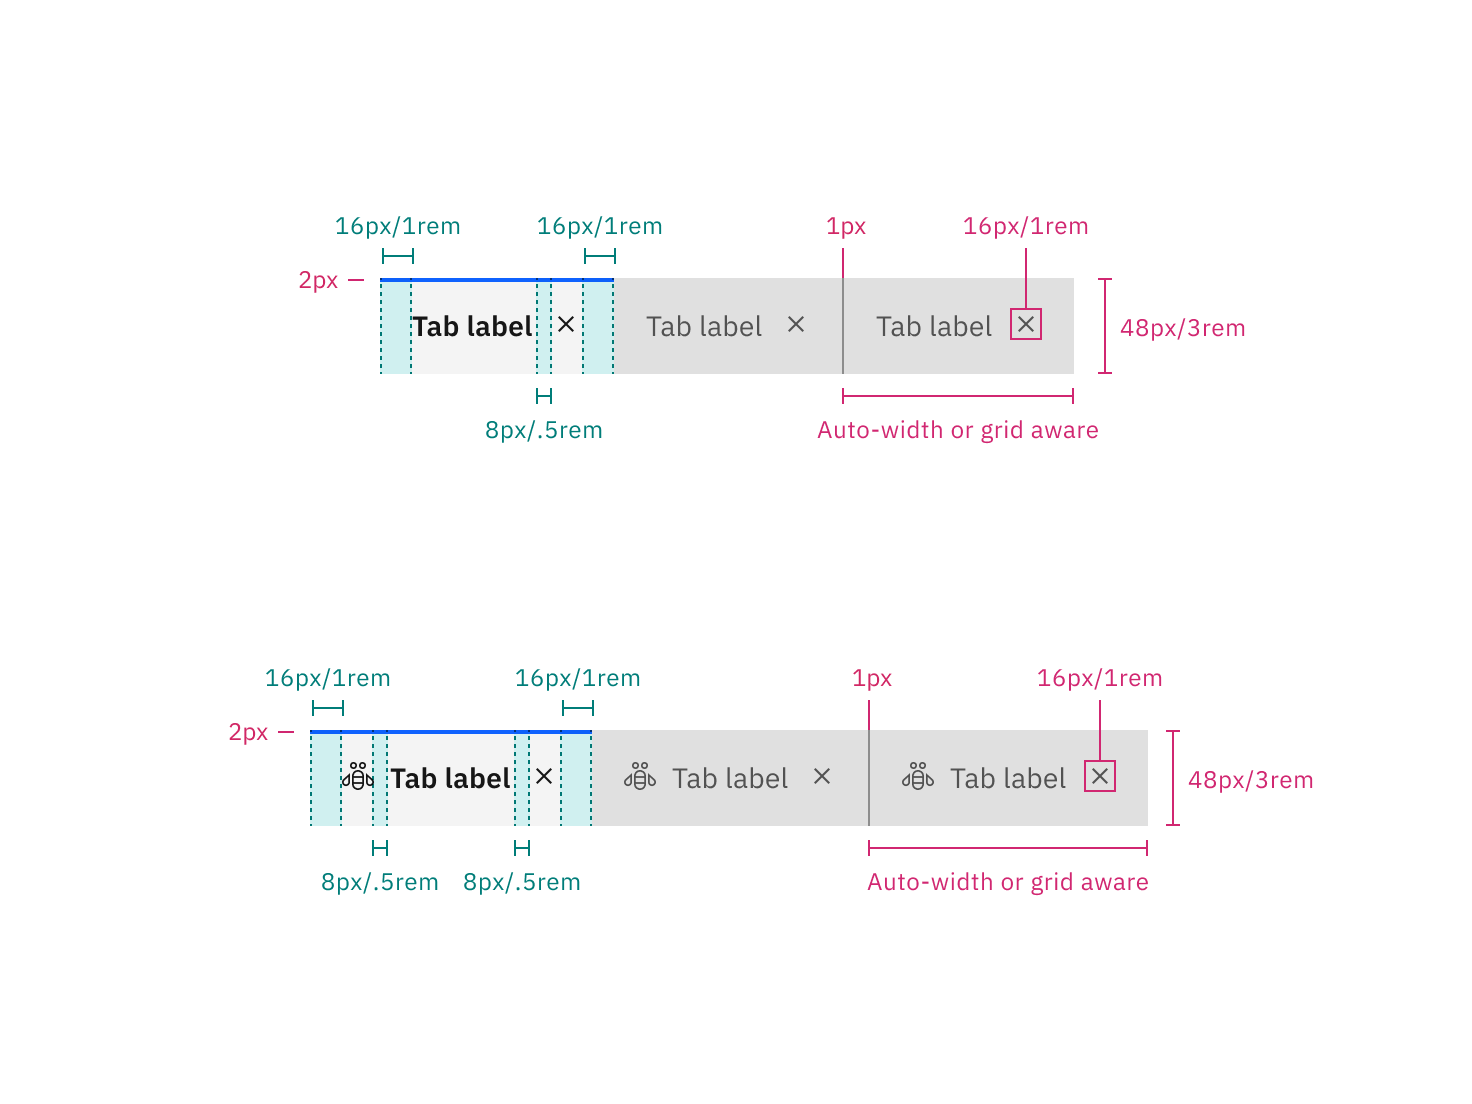 16px/1rem 16px/1rem 1px 16px/1rem
2px
Tab label Tab label Tab label
48px/3rem
8px/.5rem Auto-width or grid aware
16px/1rem 16px/1rem 1px 16px/1rem
2px
Tab label Tab label Tab label
48px/3rem
8px/.5rem 8px/.5rem Auto-width or grid aware